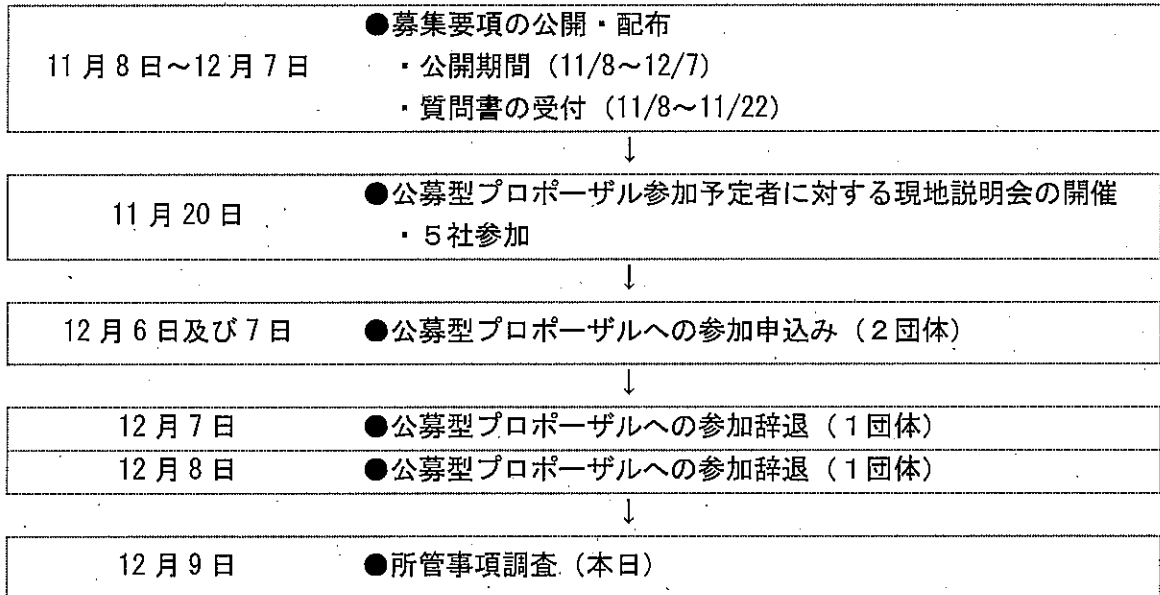 ●募集要項の公開・配布
11月8日～12月7日 ・公開期間（11/8～12/7）
・質問書の受付（11/8～11/22）
↓
●公募型プロポーザル参加予定者に対する現地説明会の開催
11月20日
・５社参加
↓
12月6日及び7日 ●公募型プロポーザルへの参加申込み（２団体）
↓
12月7日 ●公募型プロポーザルへの参加辞退（１団体）
12月8日 ●公募型プロポーザルへの参加辞退（１団体）
↓
12月9日 ●所管事項調査（本日）